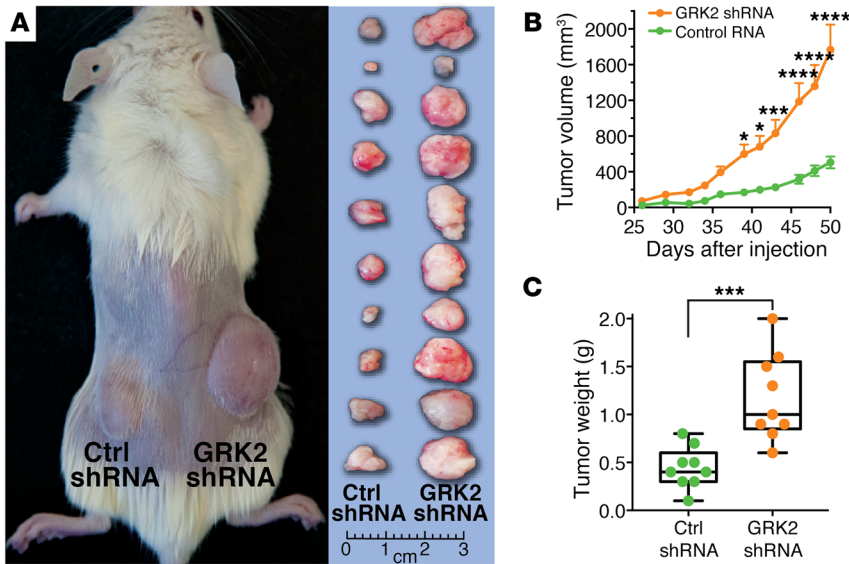 A
Ctrl
shRNA
GRK2
shRNA
Ctrl
shRNA
GRK2
shRNA
0 1 2 3
cm
B
GRK2 shRNA
Control RNA
Tumor volume (mm³)
2000
1600
1200
800
400
0
25 30 35 40 45 50
Days after injection
* * *** **** **** ****
C
***
Tumor weight (g)
2.0
1.5
1.0
0.5
0.0
Ctrl
shRNA
GRK2
shRNA